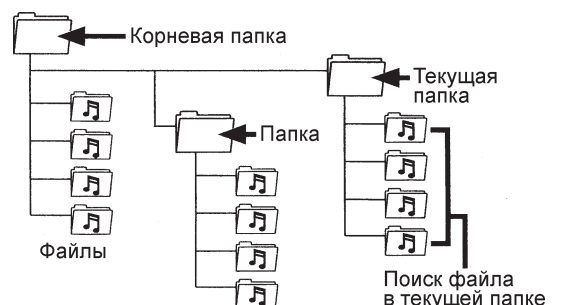 Корневая папка
Текущая
папка
Папка
Файлы
Поиск файла
в текущей папке